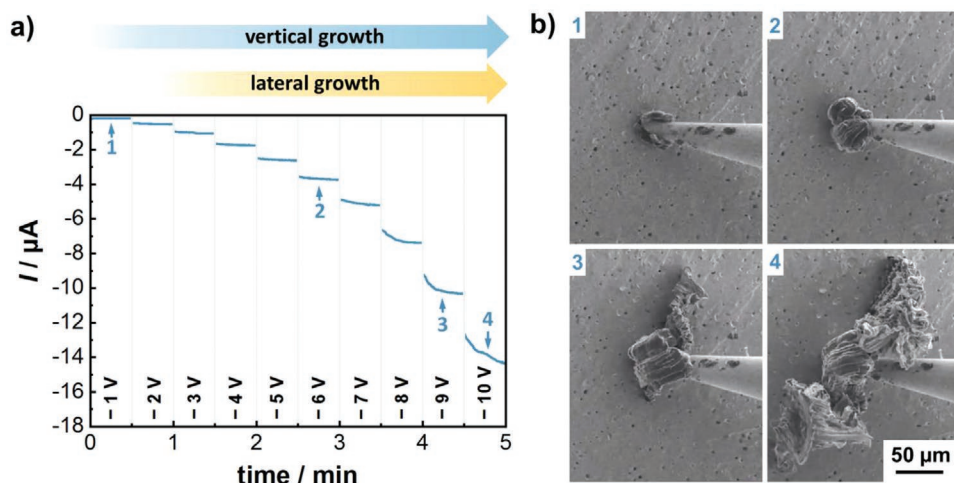 a)
vertical growth
lateral growth
I / µA
0
-2
-4
-6
-8
-10
-12
-14
-16
-18
1
2
3
4
– 1 V
– 2 V
– 3 V
– 4 V
– 5 V
– 6 V
– 7 V
– 8 V
– 9 V
– 10 V
0
1
2
3
4
5
time / min
b)
1
2
3
4
50 µm